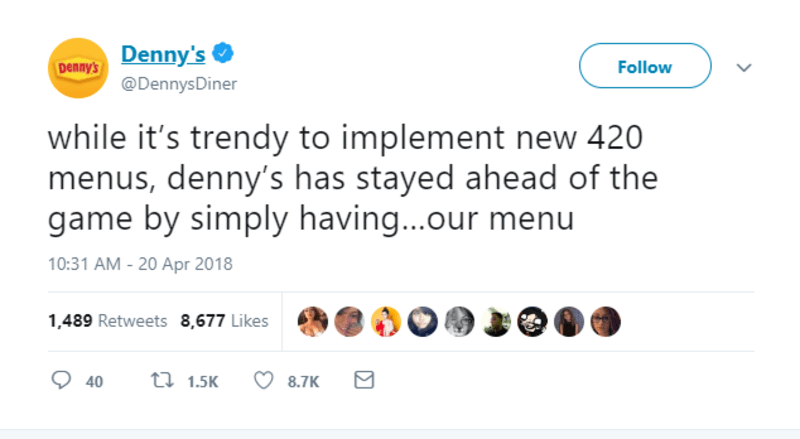 Denny's
Denny's
@DennysDiner
Follow
while it's trendy to implement new 420
menus, denny's has stayed ahead of the
game by simply having...our menu
10:31 AM - 20 Apr 2018
1,489 Retweets 8,677 Likes
40 1.5K 8.7K